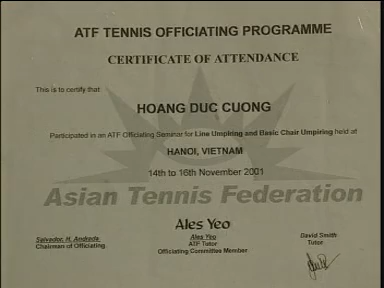 ATF TENNIS OFFICIATING PROGRAMME
CERTIFICATE OF ATTENDANCE
This is to certify that:
HOANG DUC CUONG
Participated in an ATF Officiating Seminar for Line Umpiring and Basic Chair Umpiring held at
HANOI, VIETNAM
14th to 16th November 2001
Asian Tennis Federation
Ales Yeo
Salvador. H. Andrade
Chairman of Officiating
Ales Yeo
ATF Tutor
Officiating Committee Member
David Smith
Tutor